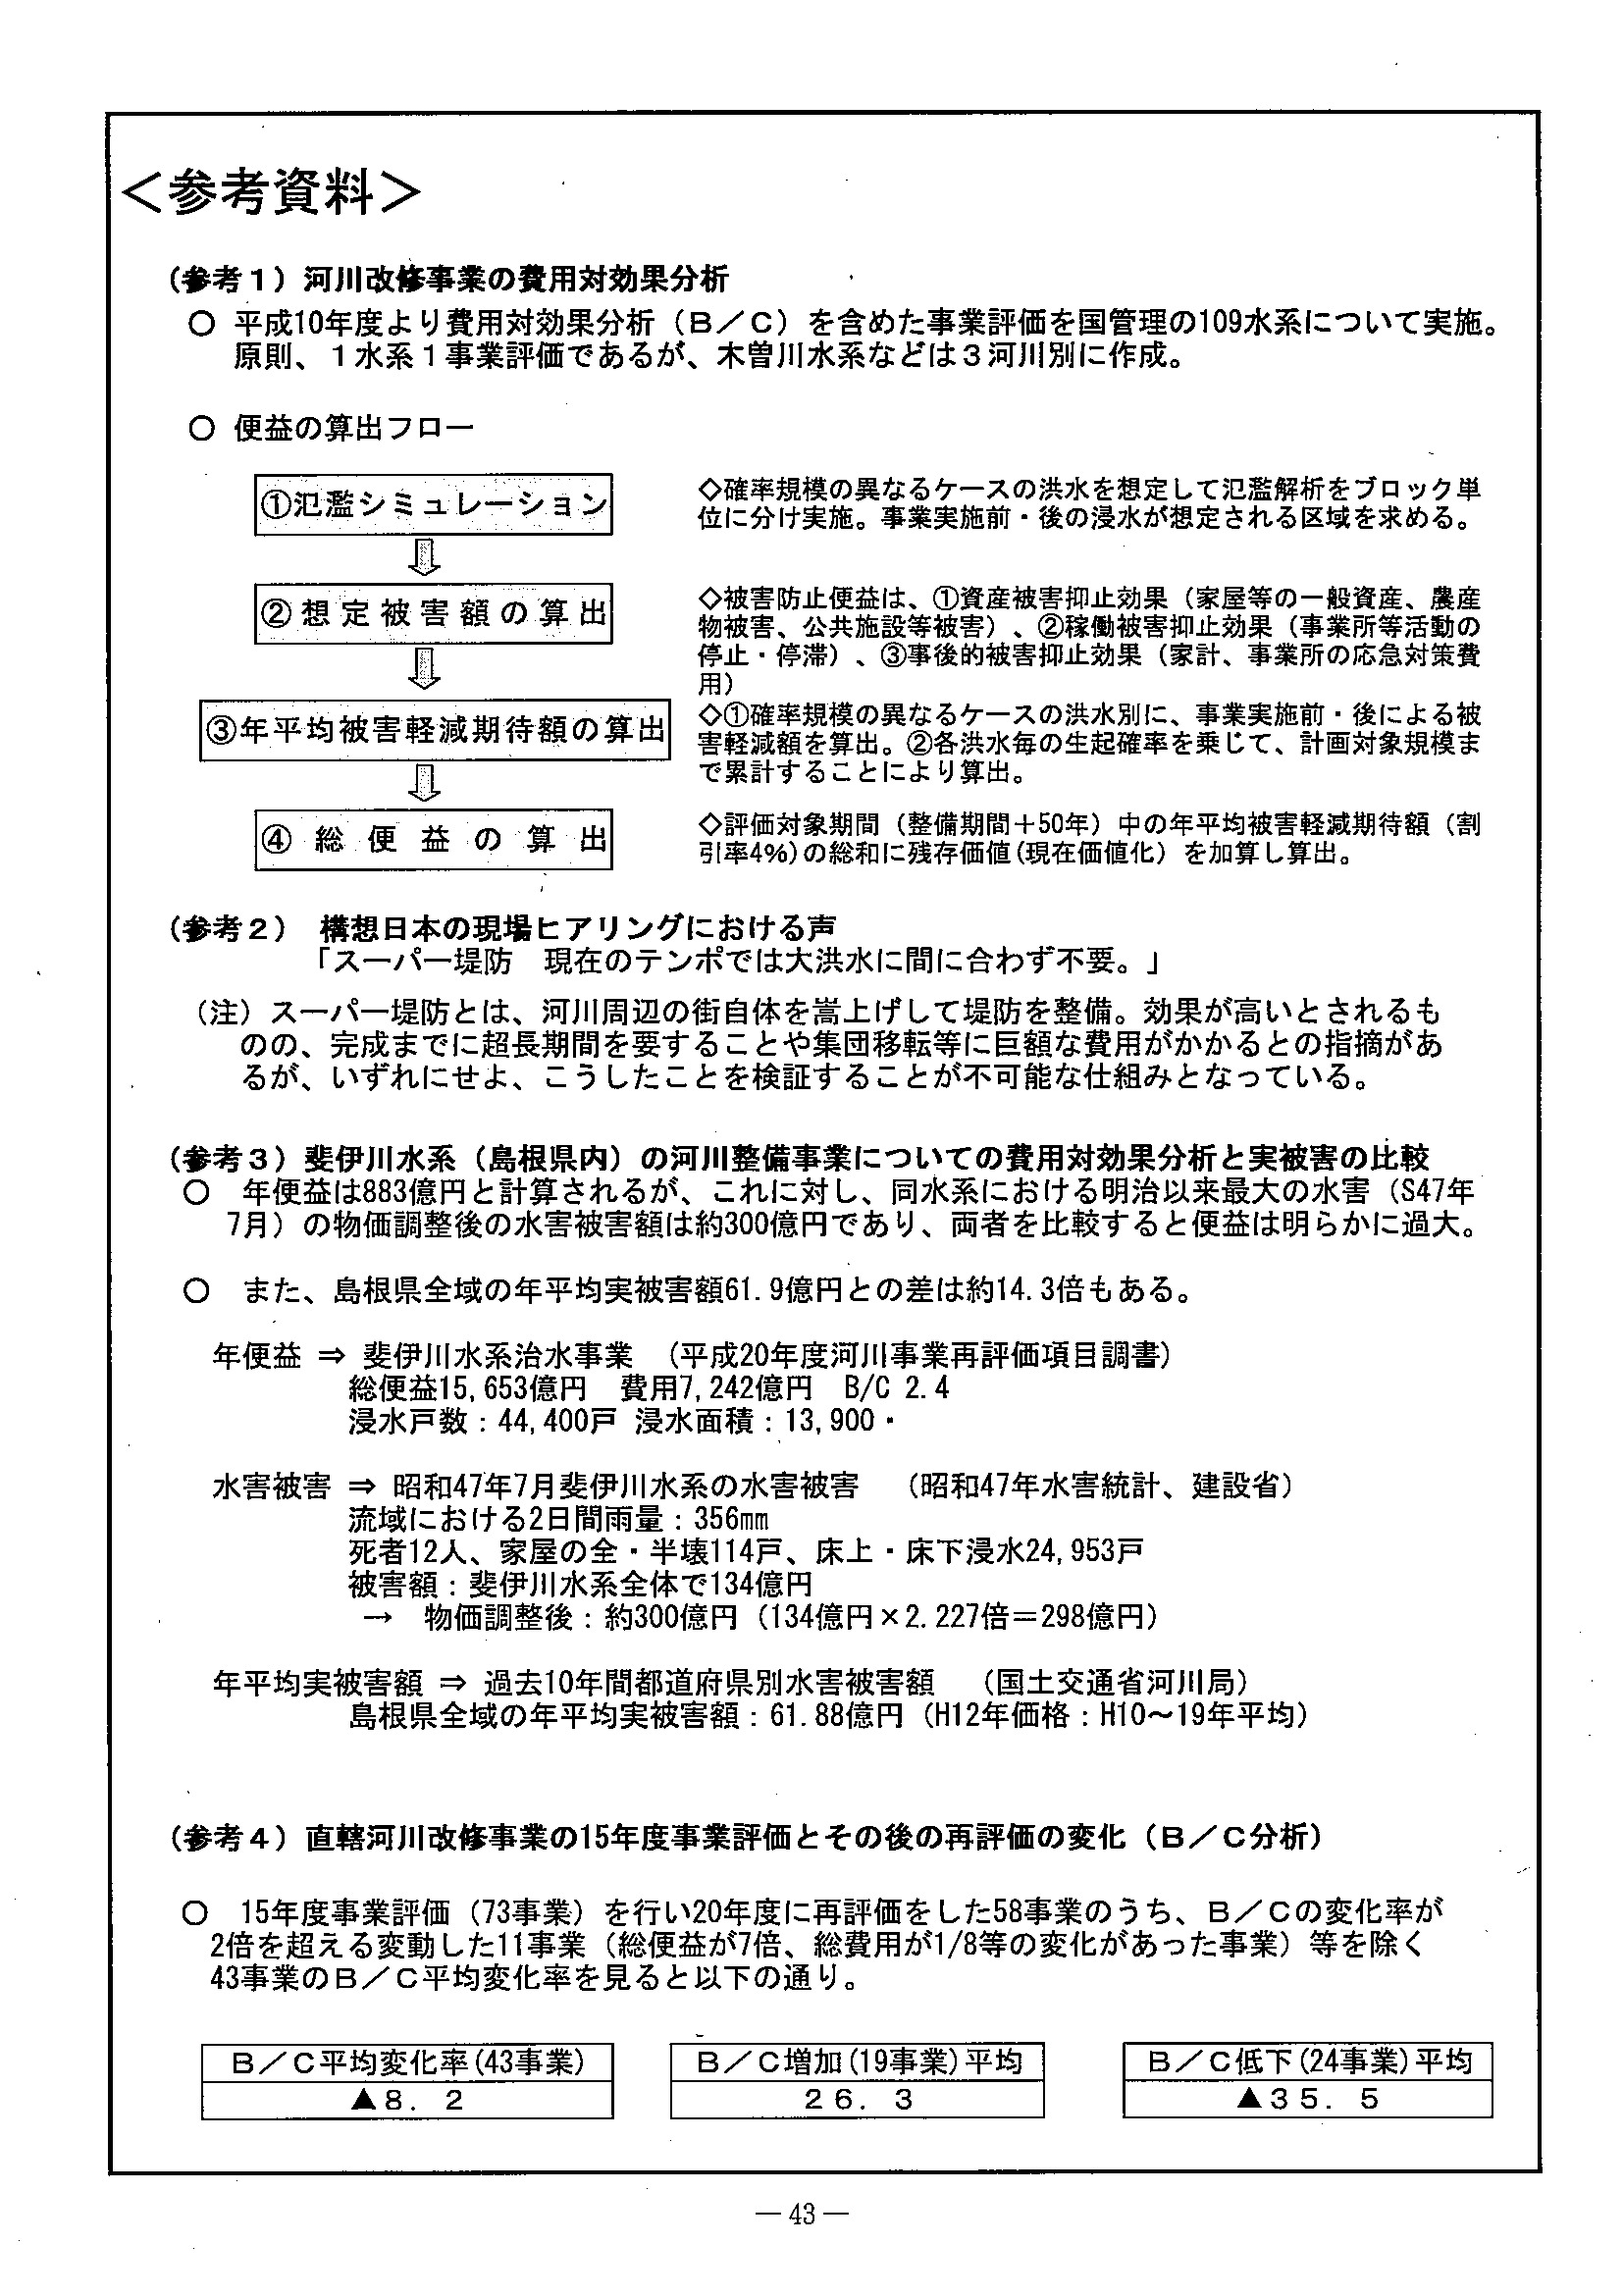 ＜参考資料＞
（参考１）河川改修事業の費用対効果分析
○ 平成10年度より費用対効果分析（Ｂ／Ｃ）を含めた事業評価を国管理の109水系について実施。
原則、１水系１事業評価であるが、木曽川水系などは３河川別に作成。
○ 便益の算出フロー
①氾濫シミュレーション
◇確率規模の異なるケースの洪水を想定して氾濫解析をブロック単
位に分け実施。事業実施前・後の浸水が想定される区域を求める。
②想定被害額の算出
◇被害防止便益は、①資産被害抑止効果（家屋等の一般資産、農産
物被害、公共施設等被害）、②稼働被害抑止効果（事業所等活動の
停止・停滞）、③事後的被害抑止効果（家計、事業所の応急対策費
用）
③年平均被害軽減期待額の算出
◇①確率規模の異なるケースの洪水別に、事業実施前・後による被
害軽減額を算出。②各洪水毎の生起確率を乗じて、計画対象規模ま
で累計することにより算出。
④総便益の算出
◇評価対象期間（整備期間＋50年）中の年平均被害軽減期待額（割
引率4％)の総和に残存価値(現在価値化）を加算し算出。
（参考２）　構想日本の現場ヒアリングにおける声
「スーパー堤防　現在のテンポでは大洪水に間に合わず不要。」
（注）スーパー堤防とは、河川周辺の街自体を嵩上げして堤防を整備。効果が高いとされるも
のの、完成までに超長期間を要することや集団移転等に巨額な費用がかかるとの指摘があ
るが、いずれにせよ、こうしたことを検証することが不可能な仕組みとなっている。
（参考３）斐伊川水系（島根県内）の河川整備事業についての費用対効果分析と実被害の比較
○　年便益は883億円と計算されるが、これに対し、同水系における明治以来最大の水害（S47年
7月）の物価調整後の水害被害額は約300億円であり、両者を比較すると便益は明らかに過大。
○　また、島根県全域の年平均実被害額61.9億円との差は約14.3倍もある。
年便益 ⇒ 斐伊川水系治水事業　（平成20年度河川事業再評価項目調書）
総便益15,653億円　費用7,242億円　B/C 2.4
浸水戸数：44,400戸 浸水面積：13,900・
水害被害 ⇒ 昭和47年7月斐伊川水系の水害被害　（昭和47年水害統計、建設省）
流域における2日間雨量：356㎜
死者12人、家屋の全・半壊114戸、床上・床下浸水24,953戸
被害額：斐伊川水系全体で134億円
→　物価調整後：約300億円（134億円×2.227倍＝298億円）
年平均実被害額 ⇒ 過去10年間都道府県別水害被害額　（国土交通省河川局）
島根県全域の年平均実被害額：61.88億円（H12年価格：H10～19年平均）
（参考４）直轄河川改修事業の15年度事業評価とその後の再評価の変化（Ｂ／Ｃ分析）
○　15年度事業評価（73事業）を行い20年度に再評価をした58事業のうち、Ｂ／Ｃの変化率が
2倍を超える変動した11事業（総便益が7倍、総費用が1/8等の変化があった事業）等を除く
43事業のＢ／Ｃ平均変化率を見ると以下の通り。
Ｂ／Ｃ平均変化率(43事業)
▲８．２
Ｂ／Ｃ増加(19事業)平均
２６．３
Ｂ／Ｃ低下(24事業)平均
▲３５．５
— 43 —